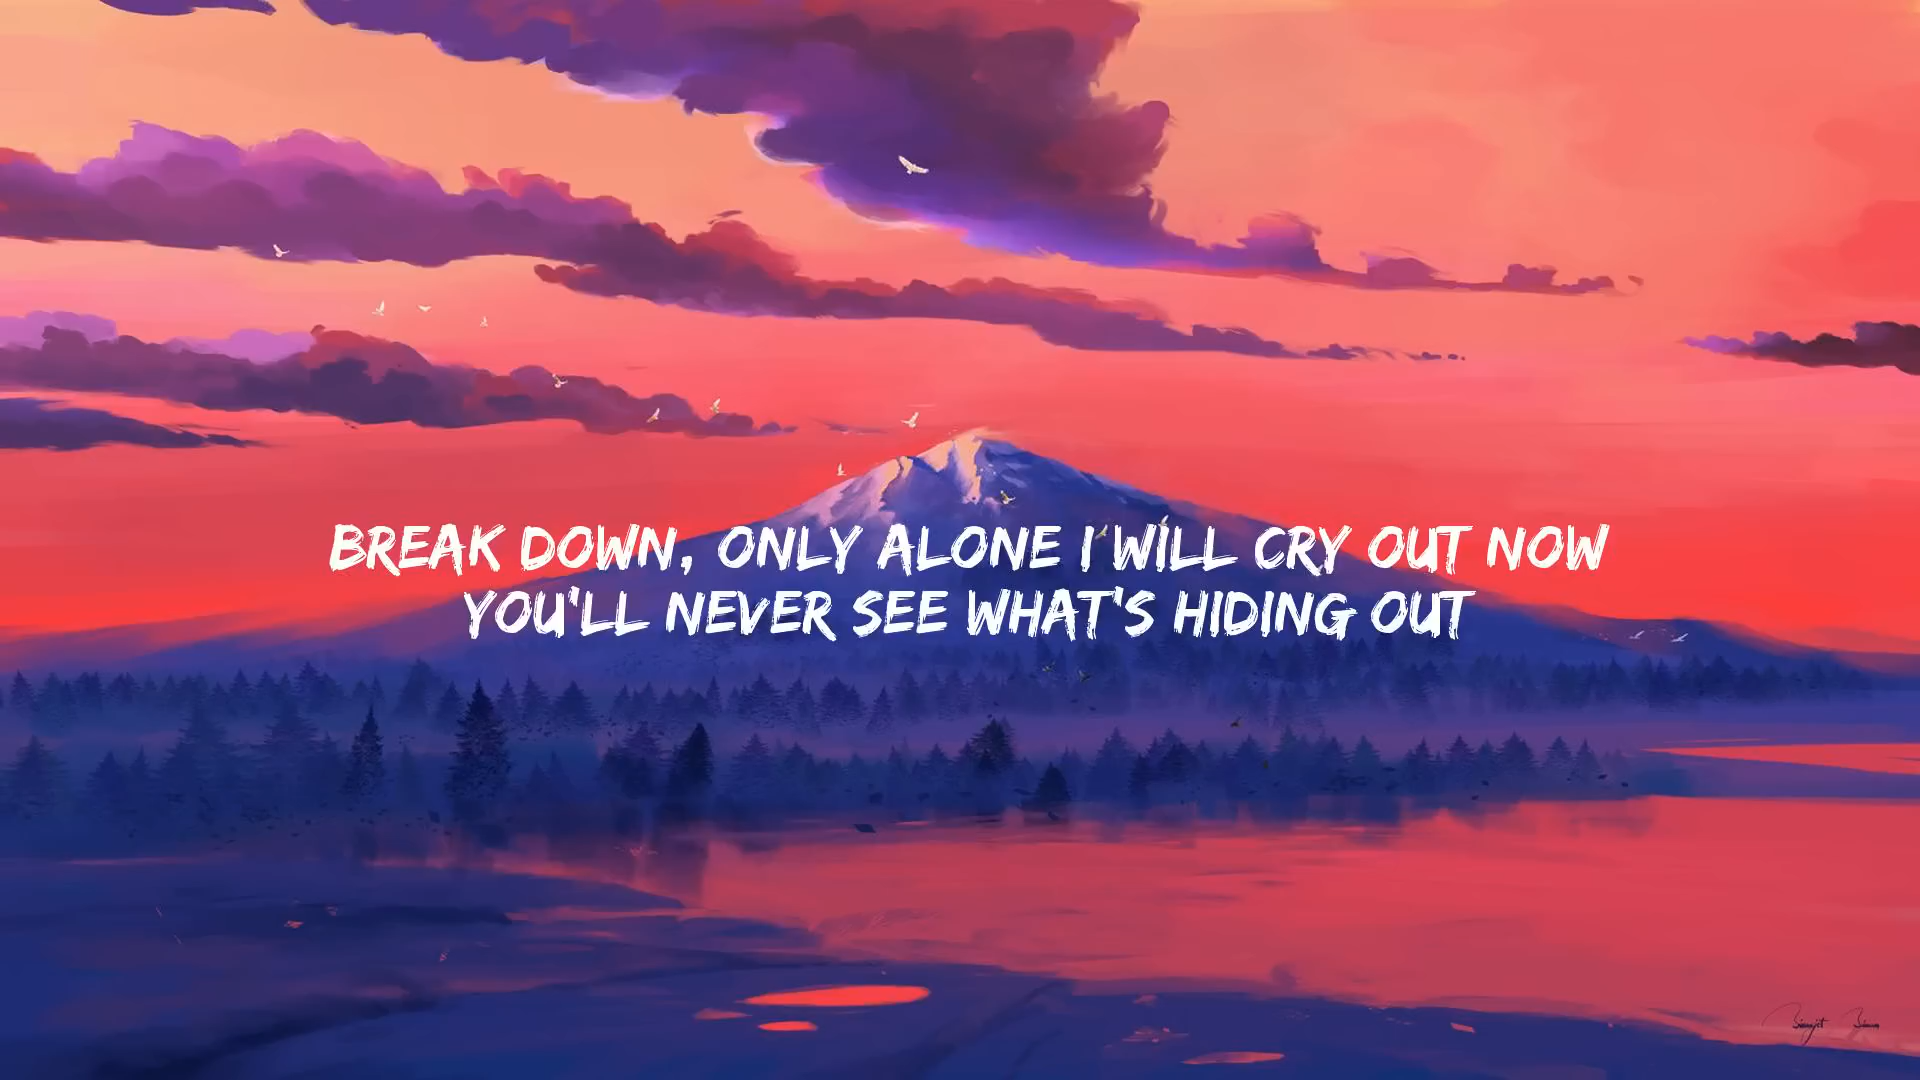 BREAK DOWN, ONLY ALONE I WILL CRY OUT NOW
YOU'LL NEVER SEE WHAT'S HIDING OUT